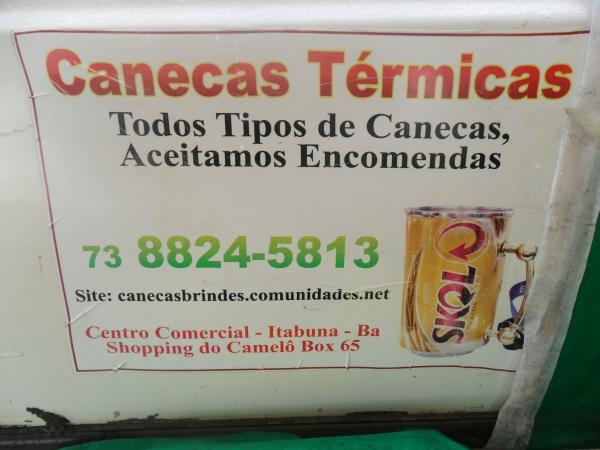 Canecas Térmicas
Todos Tipos de Canecas,
Aceitamos Encomendas
73 8824-5813
Site: canecasbrindes.comunidades.net
Centro Comercial - Itabuna - Ba
Shopping do Camelô Box 65
SKOL